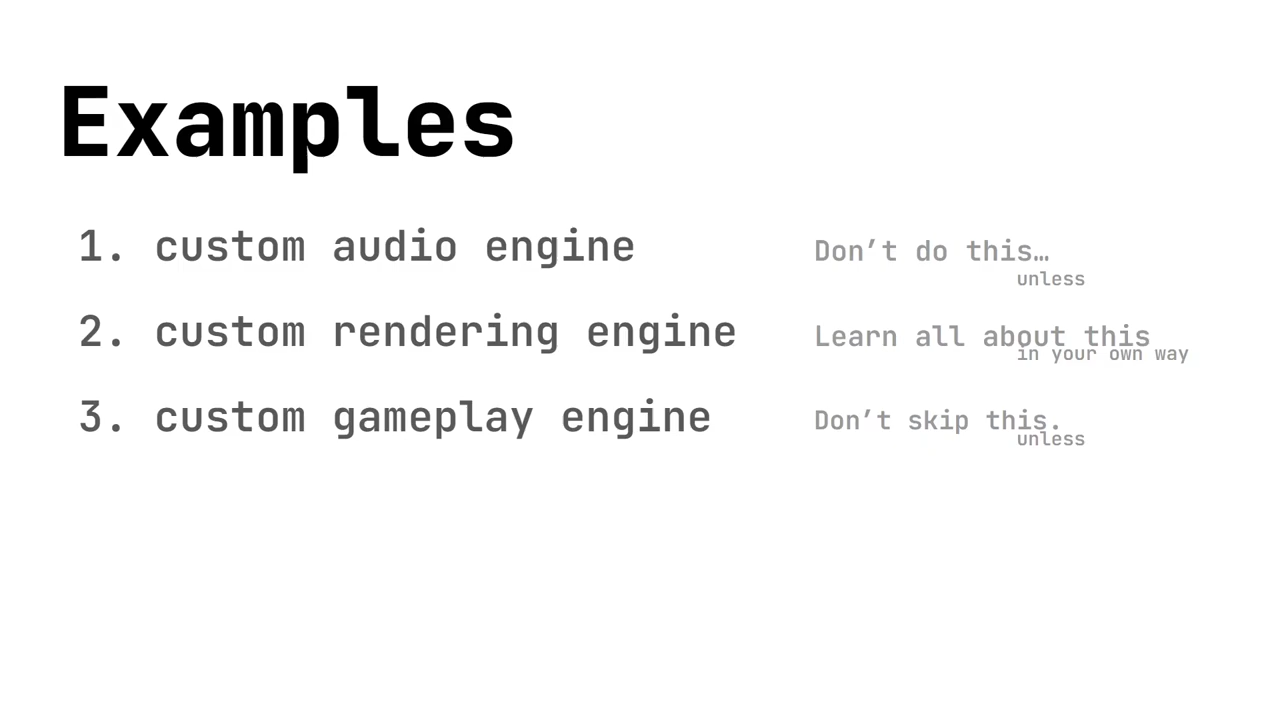 Examples
1. custom audio engine
Don’t do this…
unless
2. custom rendering engine
Learn all about this
in your own way
3. custom gameplay engine
Don’t skip this.
unless